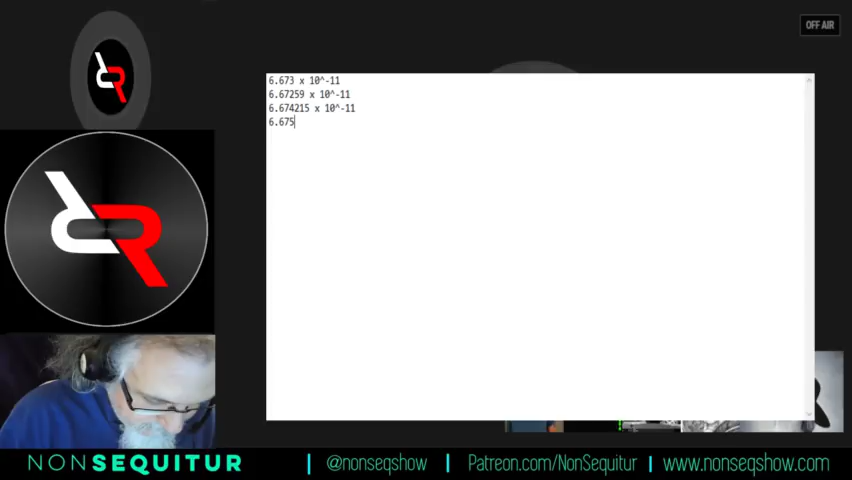 OFF AIR
6.673 x 10^-11
6.67259 x 10^-11
6.674215 x 10^-11
6.675
NONSEQUITUR | @nonseqshow | Patreon.com/NonSequitur | www.nonseqshow.com